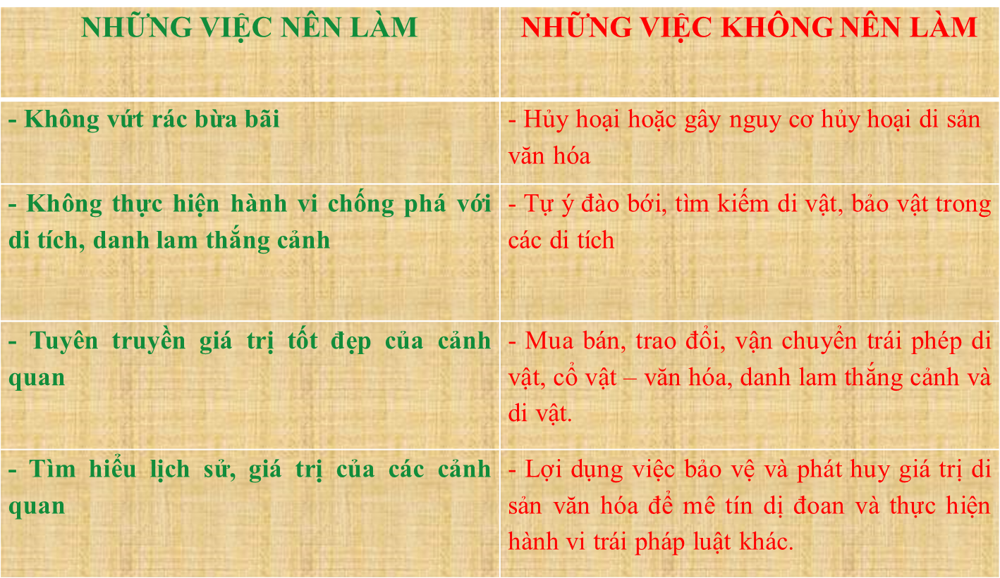 NHỮNG VIỆC NÊN LÀM
NHỮNG VIỆC KHÔNG NÊN LÀM
- Không vứt rác bừa bãi
- Hủy hoại hoặc gây nguy cơ hủy hoại di sản
văn hóa
- Không thực hiện hành vi chống phá với
di tích, danh lam thắng cảnh
- Tự ý đào bới, tìm kiếm di vật, bảo vật trong
các di tích
- Tuyên truyền giá trị tốt đẹp của cảnh
quan
- Mua bán, trao đổi, vận chuyển trái phép di
vật, cổ vật – văn hóa, danh lam thắng cảnh và
di vật.
- Tìm hiểu lịch sử, giá trị của các cảnh
quan
- Lợi dụng việc bảo vệ và phát huy giá trị di
sản văn hóa để mê tín dị đoan và thực hiện
hành vi trái pháp luật khác.